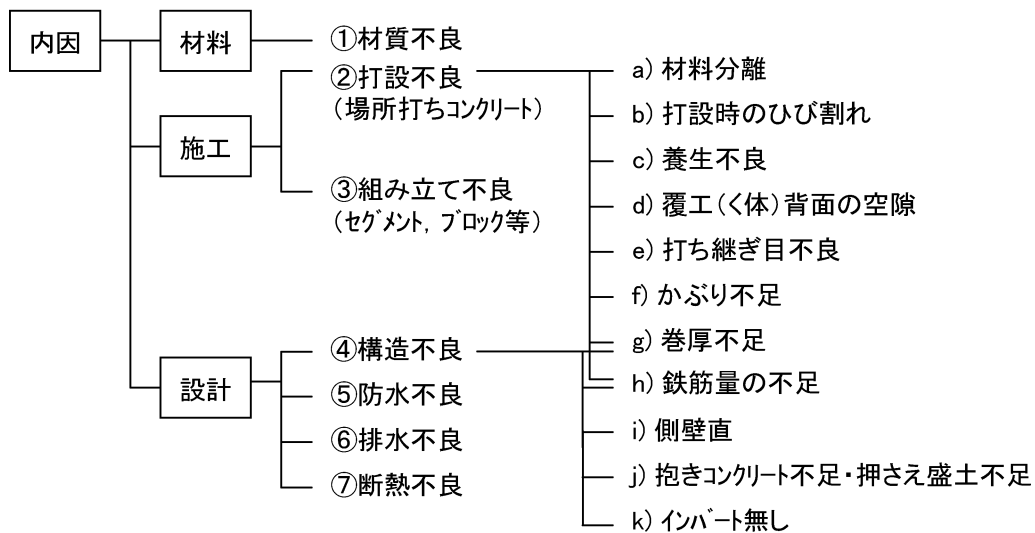 内因
材料
①材質不良
②打設不良
（場所打ちｺﾝｸﾘｰﾄ）
施工
③組み立て不良
（ｾｸﾞﾒﾝﾄ，ﾌﾞﾛｯｸ等）
設計
④構造不良
⑤防水不良
⑥排水不良
⑦断熱不良
a）材料分離
b）打設時のひび割れ
c）養生不良
d）覆工（く体）背面の空隙
e）打ち継ぎ目不良
f）かぶり不足
g）巻厚不足
h）鉄筋量の不足
i）側壁直
j）抱きｺﾝｸﾘｰﾄ不足・押さえ盛土不足
k）ｲﾝﾊﾞｰﾄ無し